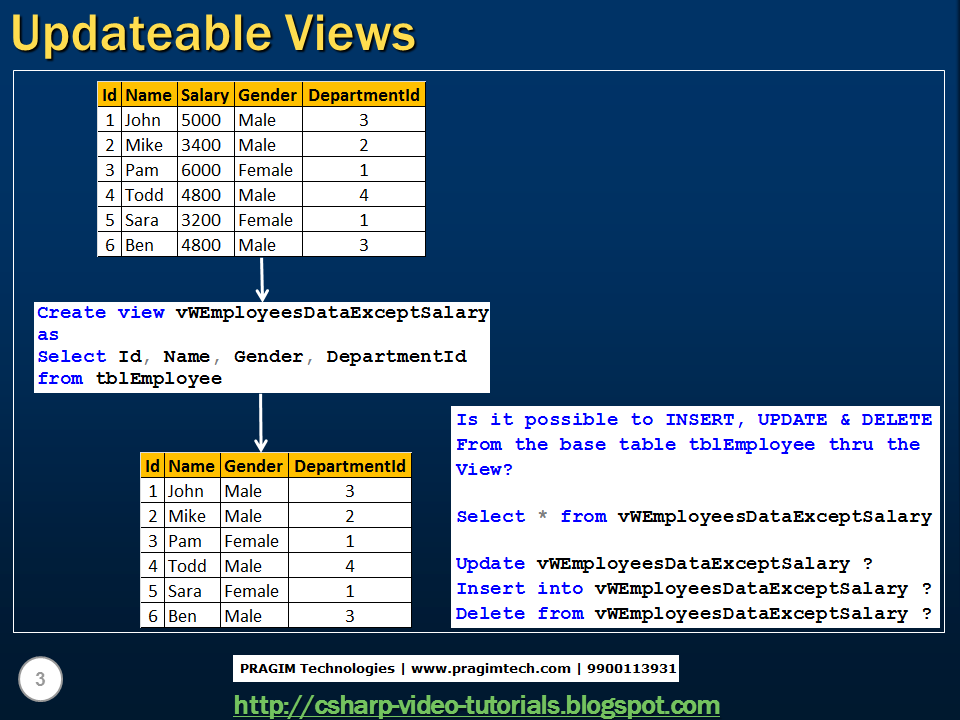 Updateable Views
Id Name Salary Gender DepartmentId
1 John 5000 Male 3
2 Mike 3400 Male 2
3 Pam 6000 Female 1
4 Todd 4800 Male 4
5 Sara 3200 Female 1
6 Ben 4800 Male 3
Create view vWEmployeesDataExceptSalary
as
Select Id, Name, Gender, DepartmentId
from tblEmployee
Id Name Gender DepartmentId
1 John Male 3
2 Mike Male 2
3 Pam Female 1
4 Todd Male 4
5 Sara Female 1
6 Ben Male 3
Is it possible to INSERT, UPDATE & DELETE
From the base table tblEmployee thru the
View?
Select * from vWEmployeesDataExceptSalary
Update vWEmployeesDataExceptSalary ?
Insert into vWEmployeesDataExceptSalary ?
Delete from vWEmployeesDataExceptSalary ?
3
PRAGIM Technologies | www.pragimtech.com | 9900113931
http://csharp-video-tutorials.blogspot.com